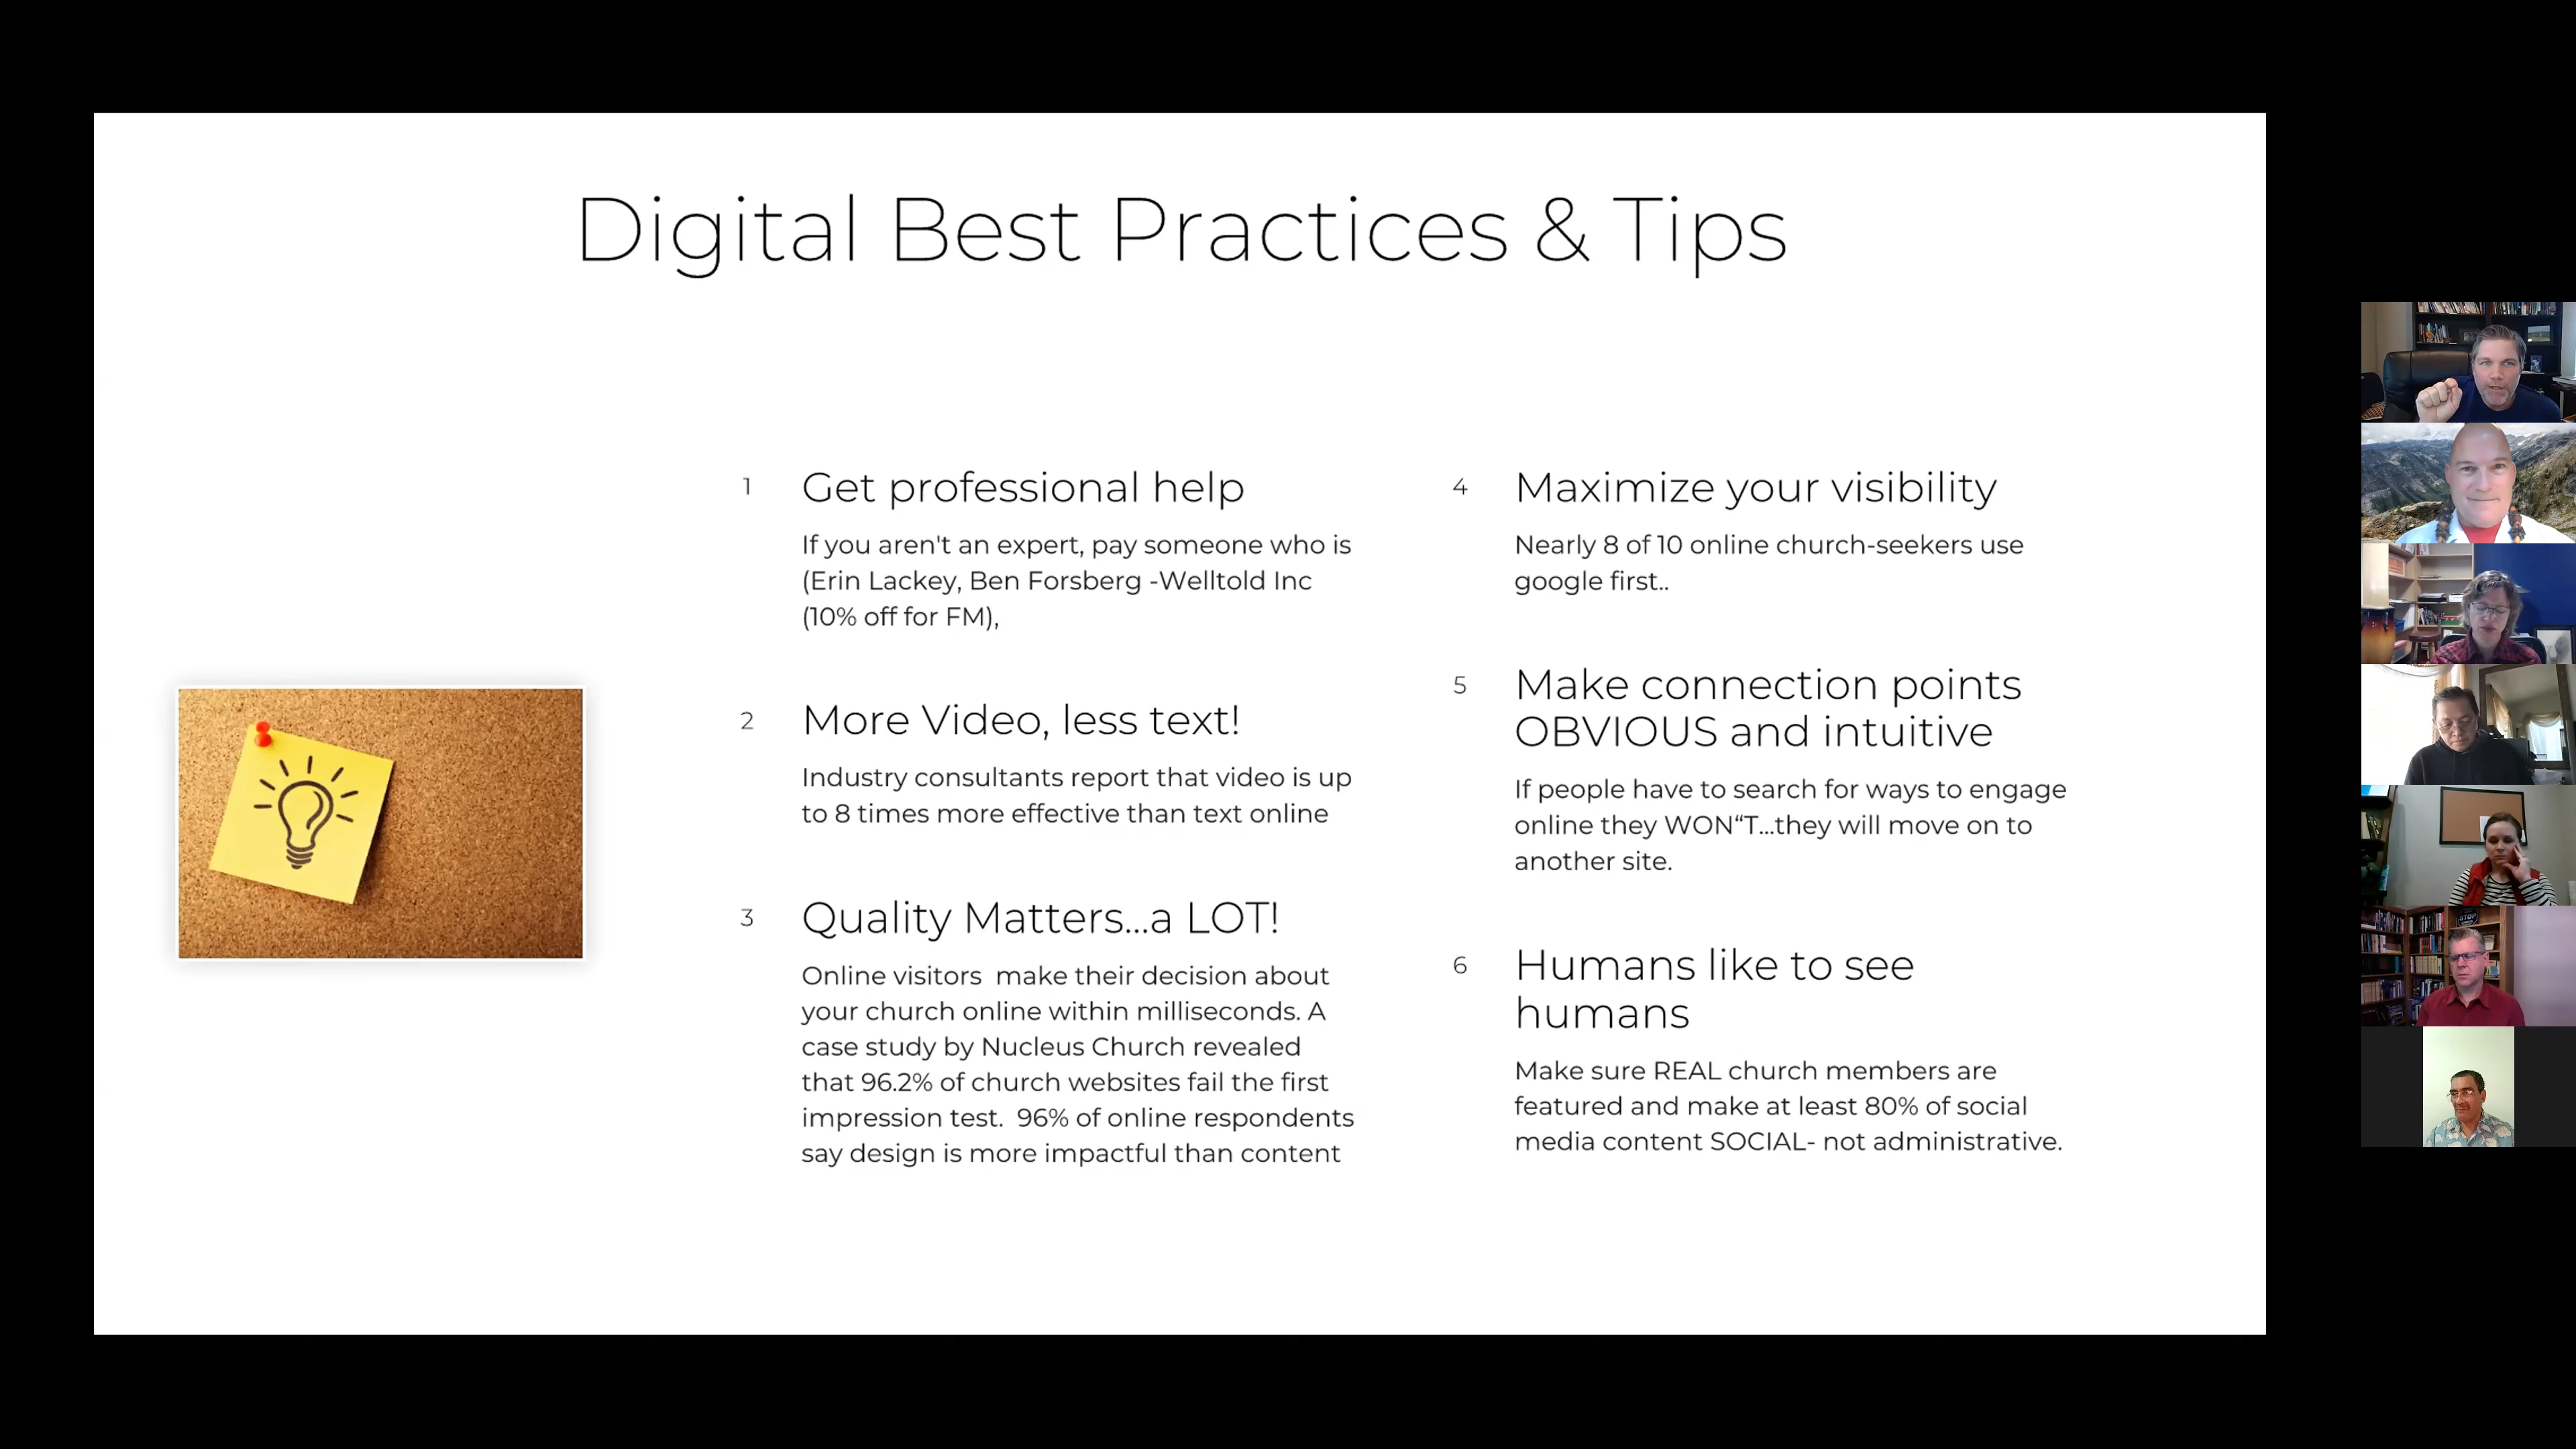 Digital Best Practices & Tips
1
Get professional help
If you aren't an expert, pay someone who is
(Erin Lackey, Ben Forsberg -Welltold Inc
(10% off for FM),
2
More Video, less text!
Industry consultants report that video is up
to 8 times more effective than text online
3
Quality Matters...a LOT!
Online visitors  make their decision about
your church online within milliseconds. A
case study by Nucleus Church revealed
that 96.2% of church websites fail the first
impression test.  96% of online respondents
say design is more impactful than content
4
Maximize your visibility
Nearly 8 of 10 online church-seekers use
google first..
5
Make connection points
OBVIOUS and intuitive
If people have to search for ways to engage
online they WON“T...they will move on to
another site.
6
Humans like to see
humans
Make sure REAL church members are
featured and make at least 80% of social
media content SOCIAL- not administrative.
STOP